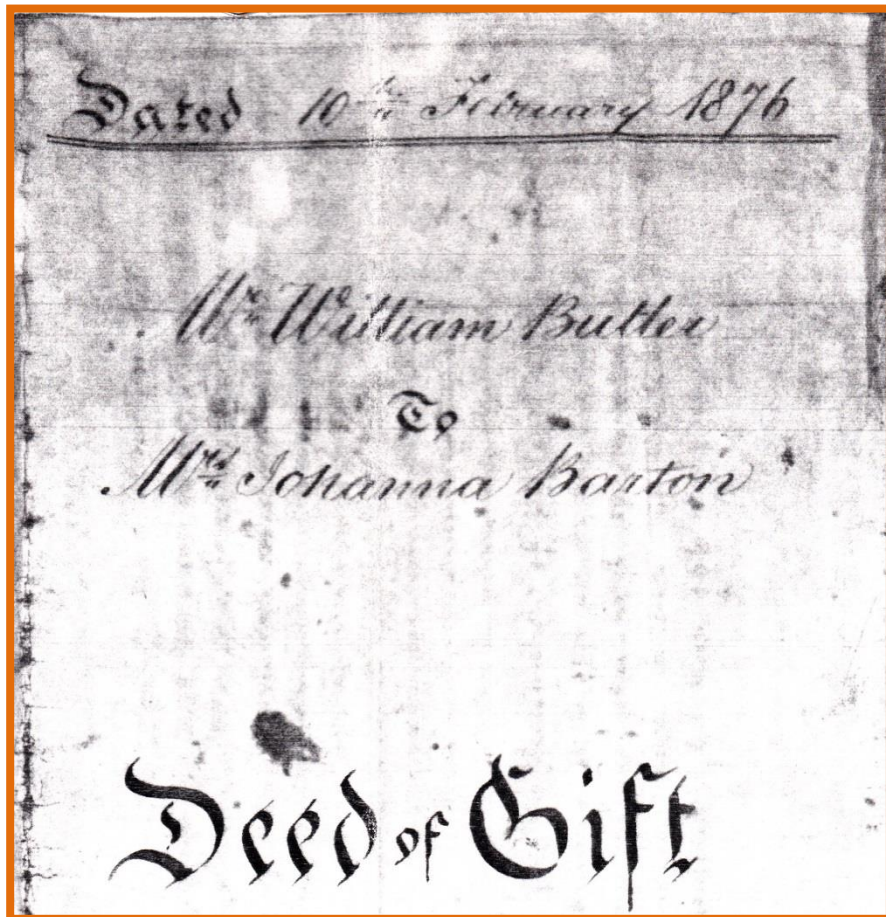 Dated 10th February 1876
Mr William Butler
To
Mrs Johanna Barton
Deed of Gift